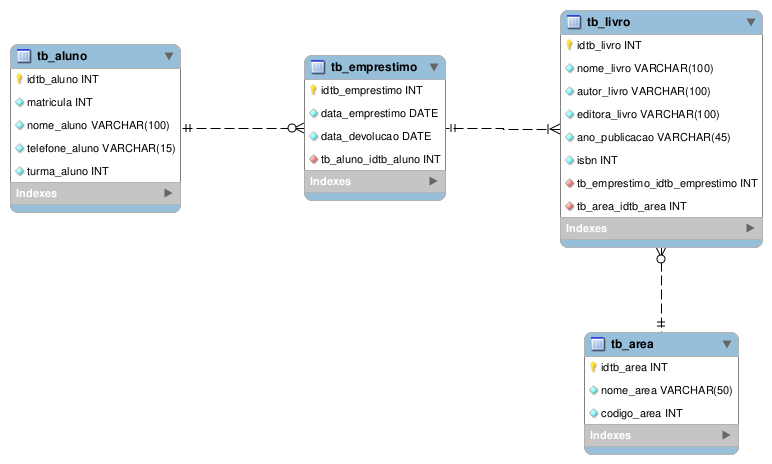 tb_aluno
idtb_aluno INT
matricula INT
nome_aluno VARCHAR(100)
telefone_aluno VARCHAR(15)
turma_aluno INT
Indexes
tb_emprestimo
idtb_emprestimo INT
data_emprestimo DATE
data_devolucao DATE
tb_aluno_idtb_aluno INT
Indexes
tb_livro
idtb_livro INT
nome_livro VARCHAR(100)
autor_livro VARCHAR(100)
editora_livro VARCHAR(100)
ano_publicacao VARCHAR(45)
isbn INT
tb_emprestimo_idtb_emprestimo INT
tb_area_idtb_area INT
Indexes
tb_area
idtb_area INT
nome_area VARCHAR(50)
codigo_area INT
Indexes